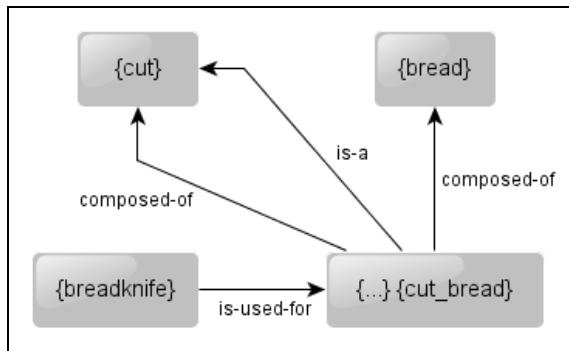 {cut}
{bread}
is-a
composed-of
composed-of
{breadknife}
{...} {cut_bread}
is-used-for